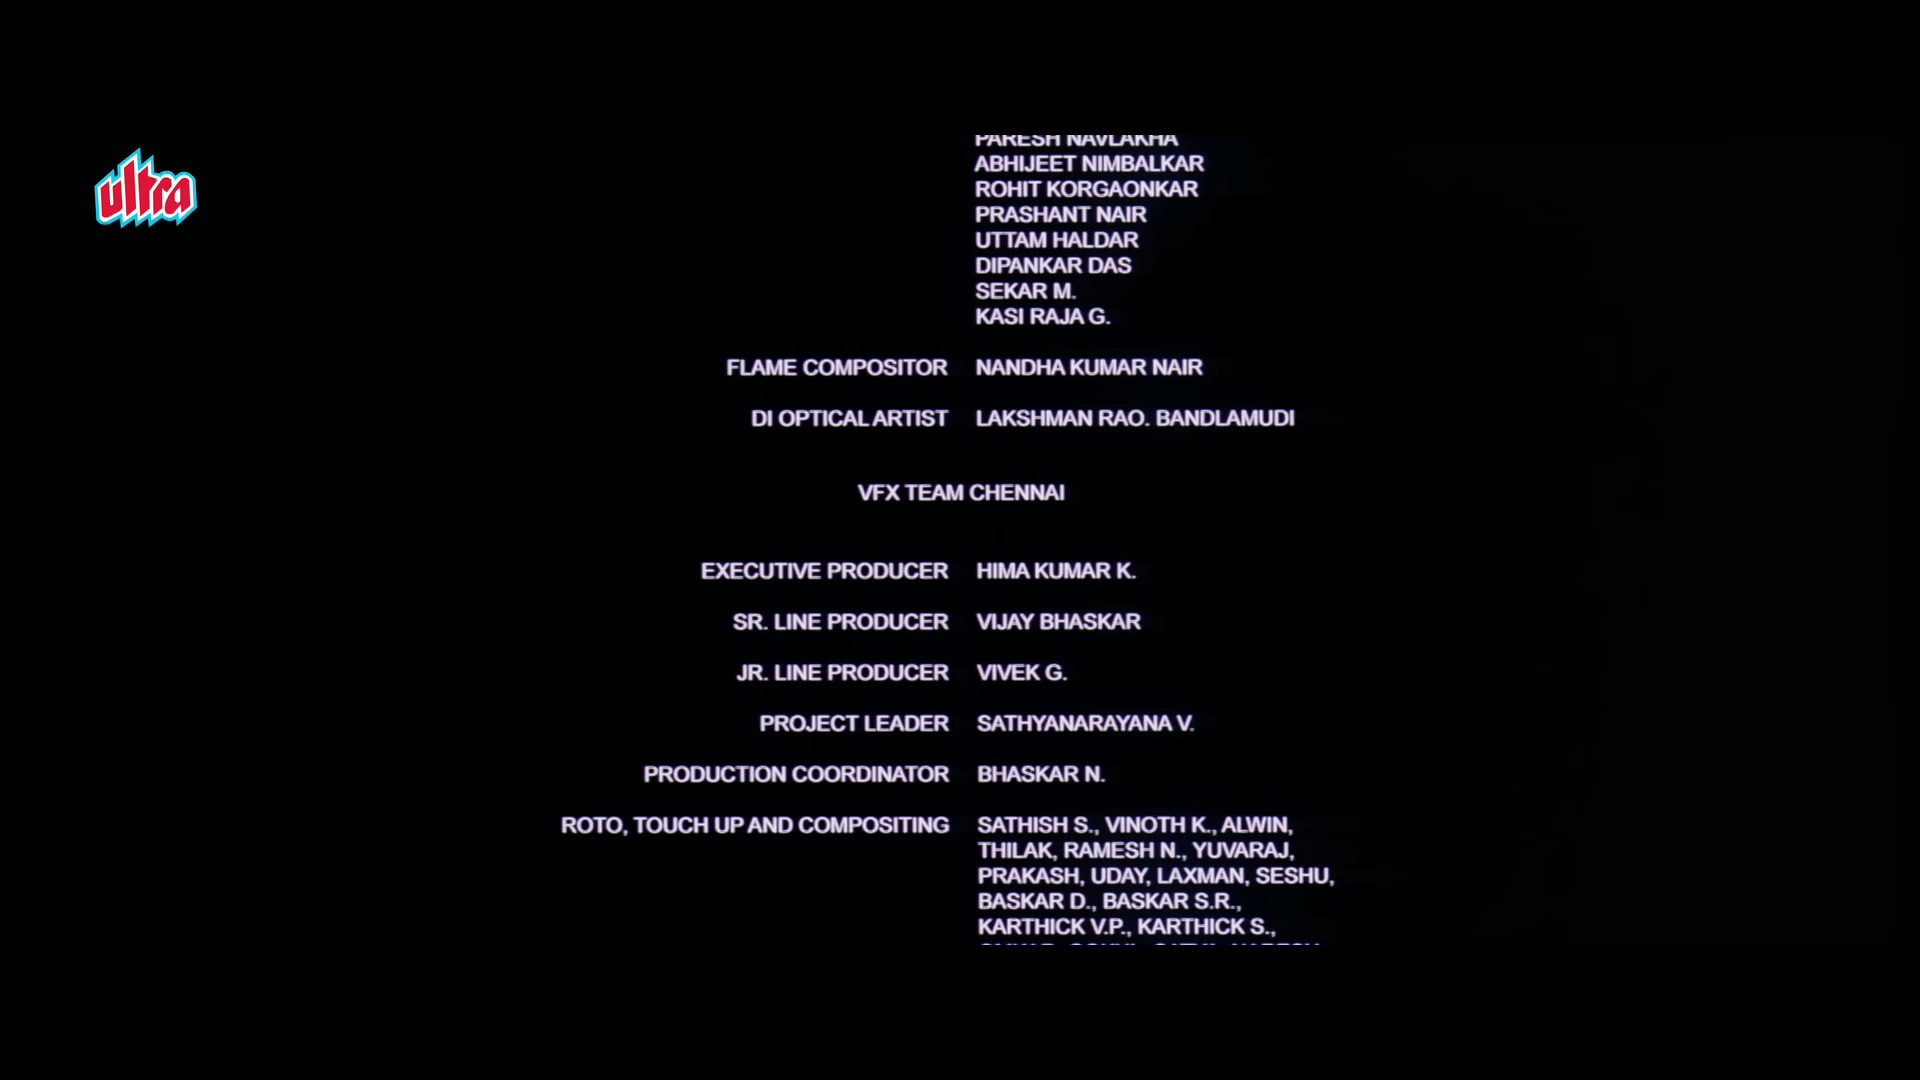 ultra
PARESH NAVLAKHA
ABHIJEET NIMBALKAR
ROHIT KORGAONKAR
PRASHANT NAIR
UTTAM HALDAR
DIPANKAR DAS
SEKAR M.
KASI RAJA G.
FLAME COMPOSITOR NANDHA KUMAR NAIR
DI OPTICAL ARTIST LAKSHMAN RAO. BANDLAMUDI
VFX TEAM CHENNAI
EXECUTIVE PRODUCER HIMA KUMAR K.
SR. LINE PRODUCER VIJAY BHASKAR
JR. LINE PRODUCER VIVEK G.
PROJECT LEADER SATHYANARAYANA V.
PRODUCTION COORDINATOR BHASKAR N.
ROTO, TOUCH UP AND COMPOSITING SATHISH S., VINOTH K., ALWIN,
THILAK, RAMESH N., YUVARAJ,
PRAKASH, UDAY, LAXMAN, SESHU,
BASKAR D., BASKAR S.R.,
KARTHICK V.P., KARTHICK S.,